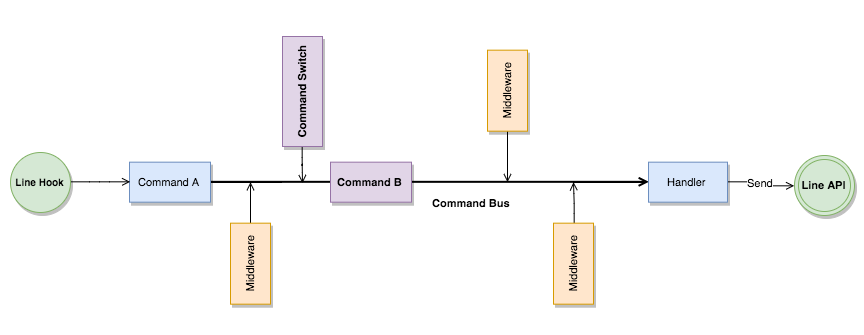 Command Switch
Middleware
Line Hook
Command A
Command B
Handler
Send
Line API
Command Bus
Middleware
Middleware